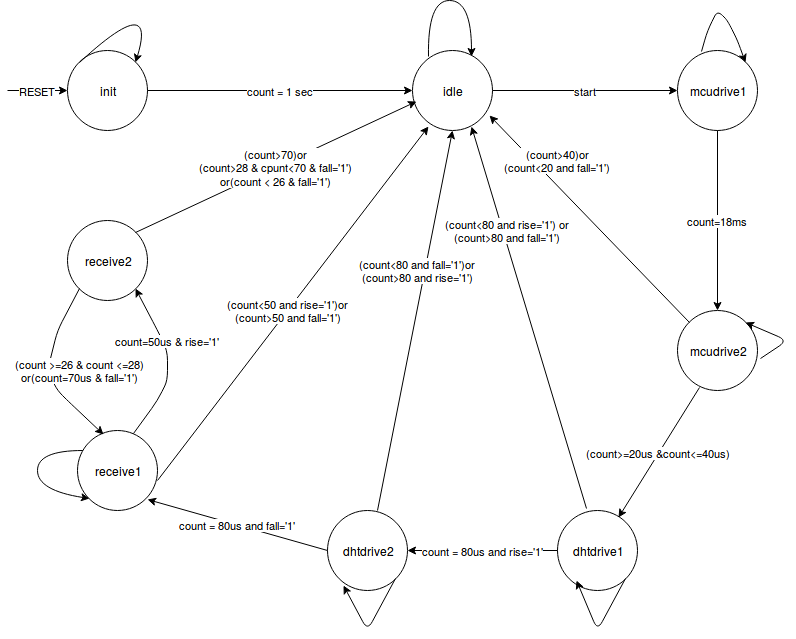 RESET
init
count = 1 sec
idle
start
mcudrive1
(count>70)or
(count>28 & cpunt<70 & fall='1')
or(count < 26 & fall='1')
(count>40)or
(count<20 and fall='1')
count=18ms
(count<80 and rise='1') or
(count>80 and fall='1')
receive2
(count<80 and fall='1')or
(count>80 and rise='1')
(count<50 and rise='1')or
(count>50 and fall='1')
count=50us & rise='1'
mcudrive2
(count >=26 & count <=28)
or(count=70us & fall='1')
(count>=20us &count<=40us)
receive1
count = 80us and fall='1'
dhtdrive2
count = 80us and rise='1'
dhtdrive1